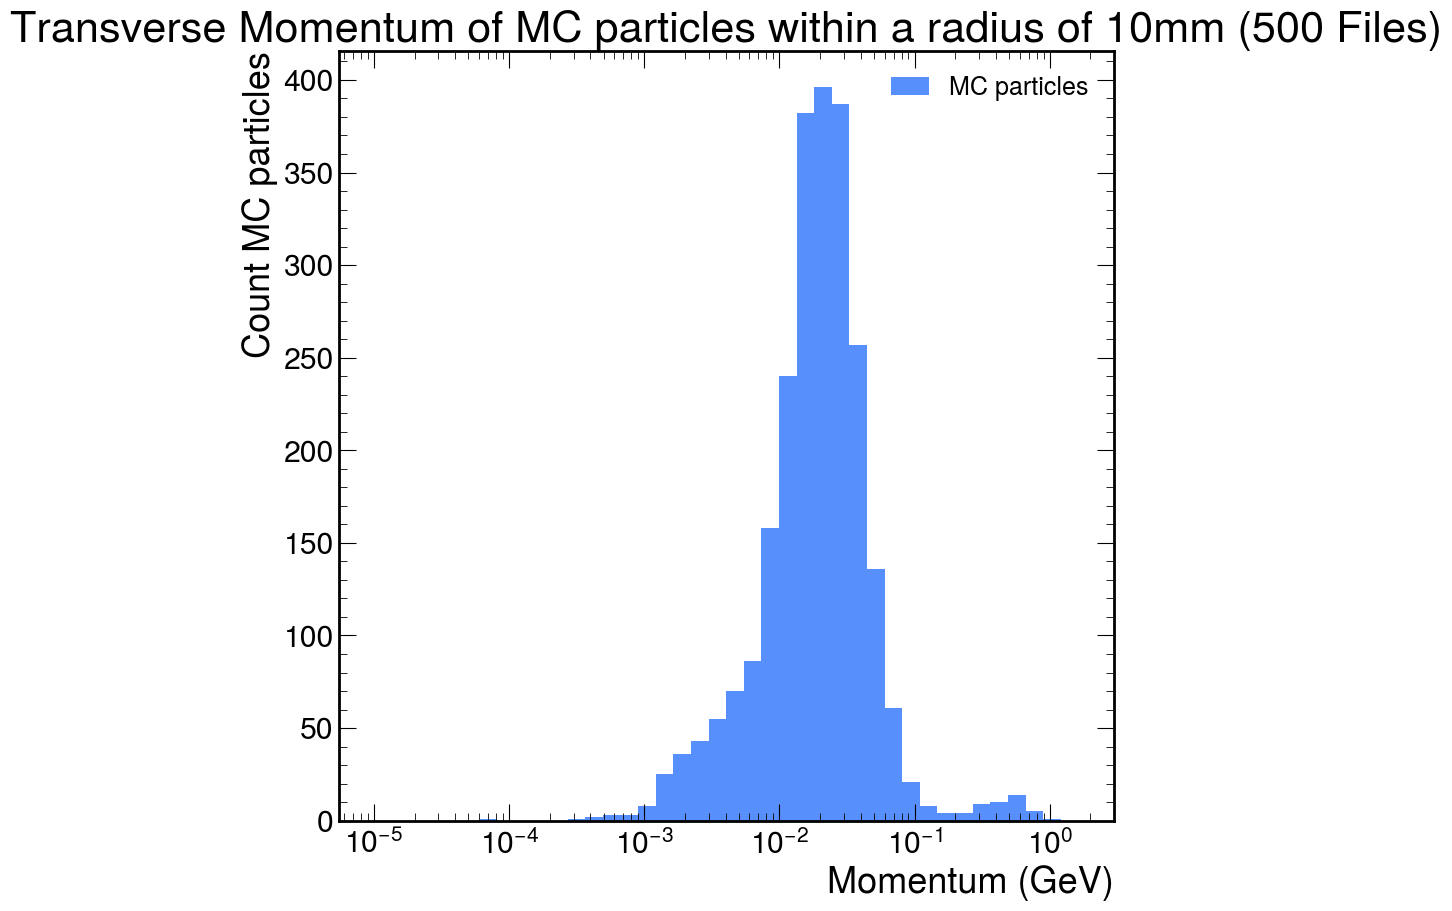 Transverse Momentum of MC particles within a radius of 10mm (500 Files)
MC particles
Count MC particles
400
350
300
250
200
150
100
50
0
10⁻⁵ 10⁻⁴ 10⁻³ 10⁻² 10⁻¹ 10⁰
Momentum (GeV)